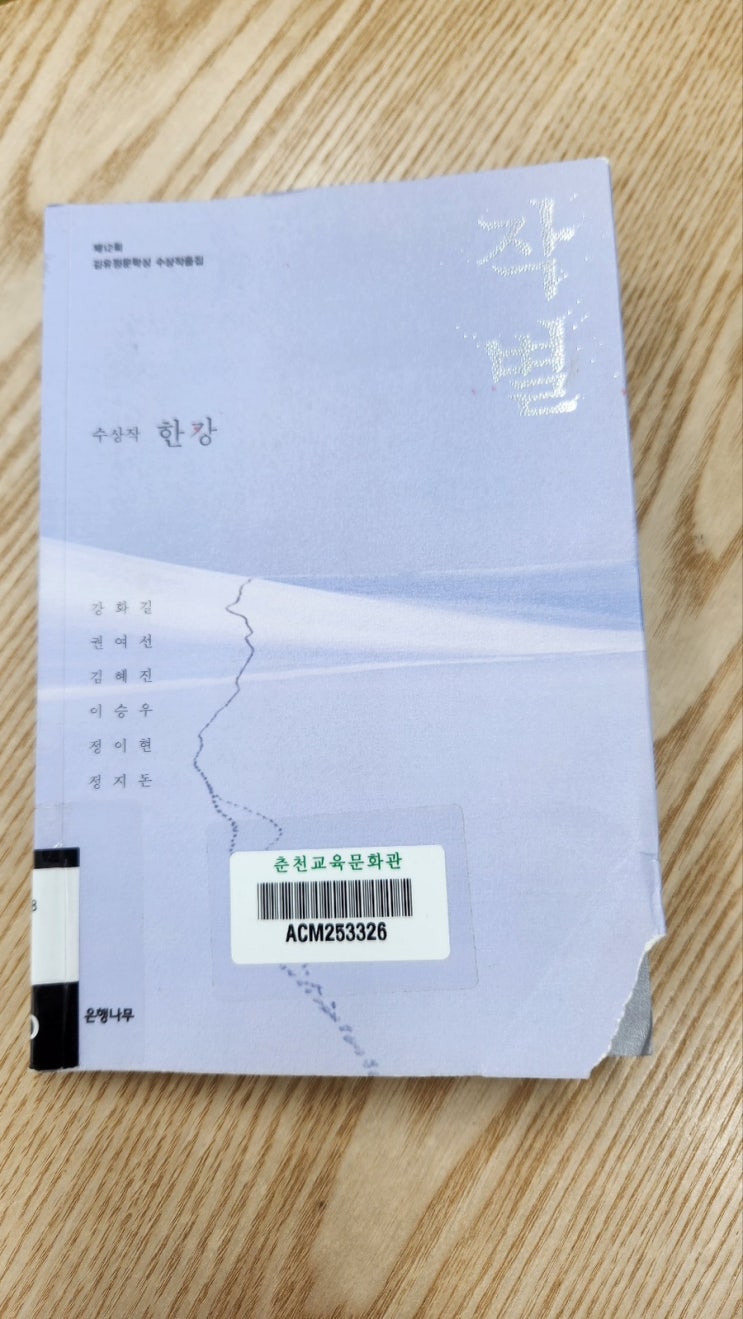 제12회
김유정문학상 수상작품집
작별
수상작 한강
강화길
권여선
김혜진
이승우
정이현
정지돈
춘천교육문화관
ACM253326
8
은행나무